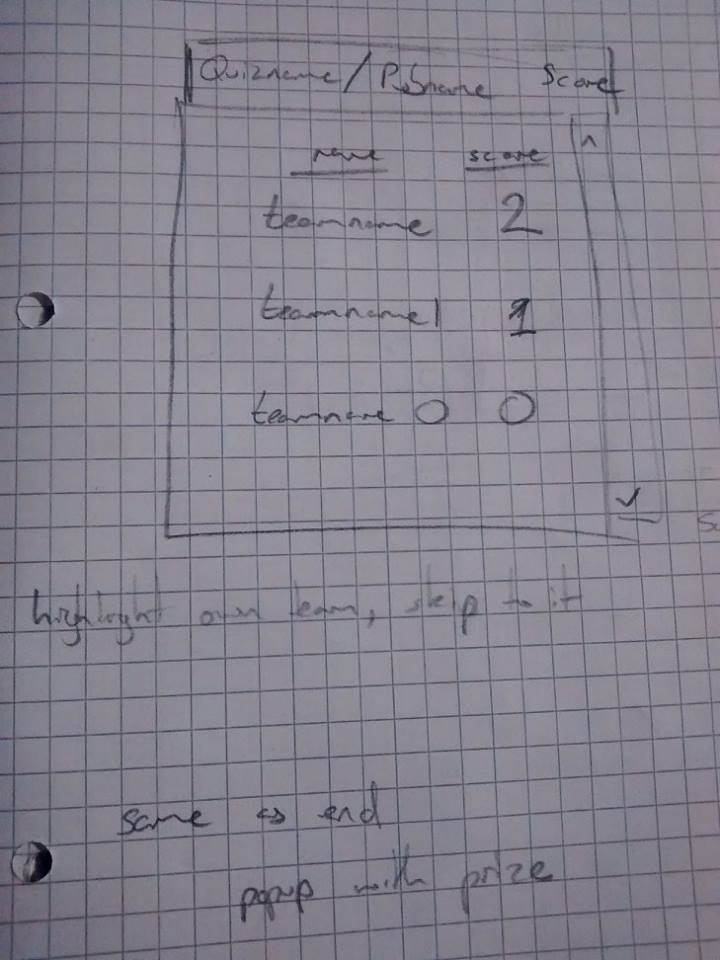 Quizname / Pubname Score
name score
teamname 2
teamname1 1
teamname 0 0
highlight own team, skip to it
same as end
popup with prize